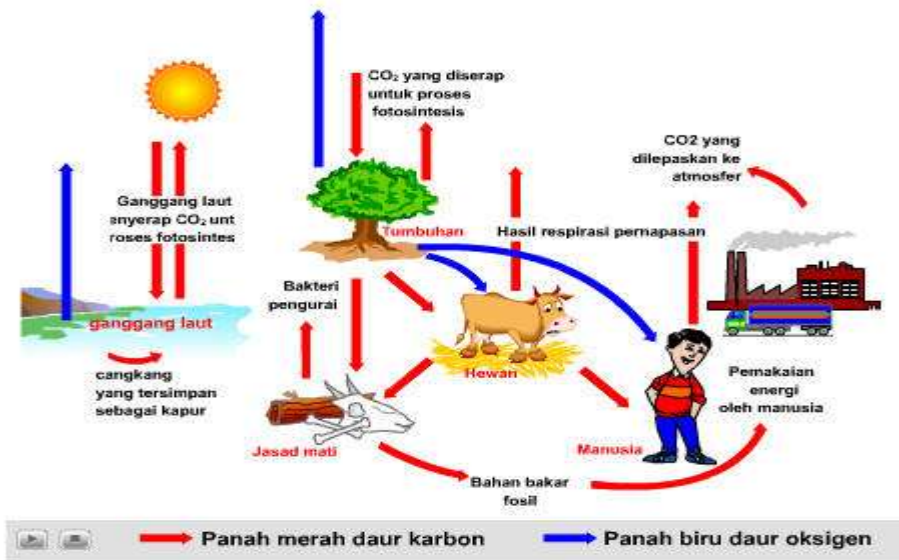 CO₂ yang diserap
untuk proses
fotosintesis
CO2 yang
dilepaskan ke
atmosfer
Ganggang laut
enyerap CO₂ unt
roses fotosintes
Tumbuhan
Hasil respirasi pernapasan
Bakteri
pengurai
ganggang laut
Hewan
cangkang
yang tersimpan
sebagai kapur
Pemakaian
energi
oleh manusia
Jasad mati
Manusia
Bahan bakar
fosil
Panah merah daur karbon
Panah biru daur oksigen